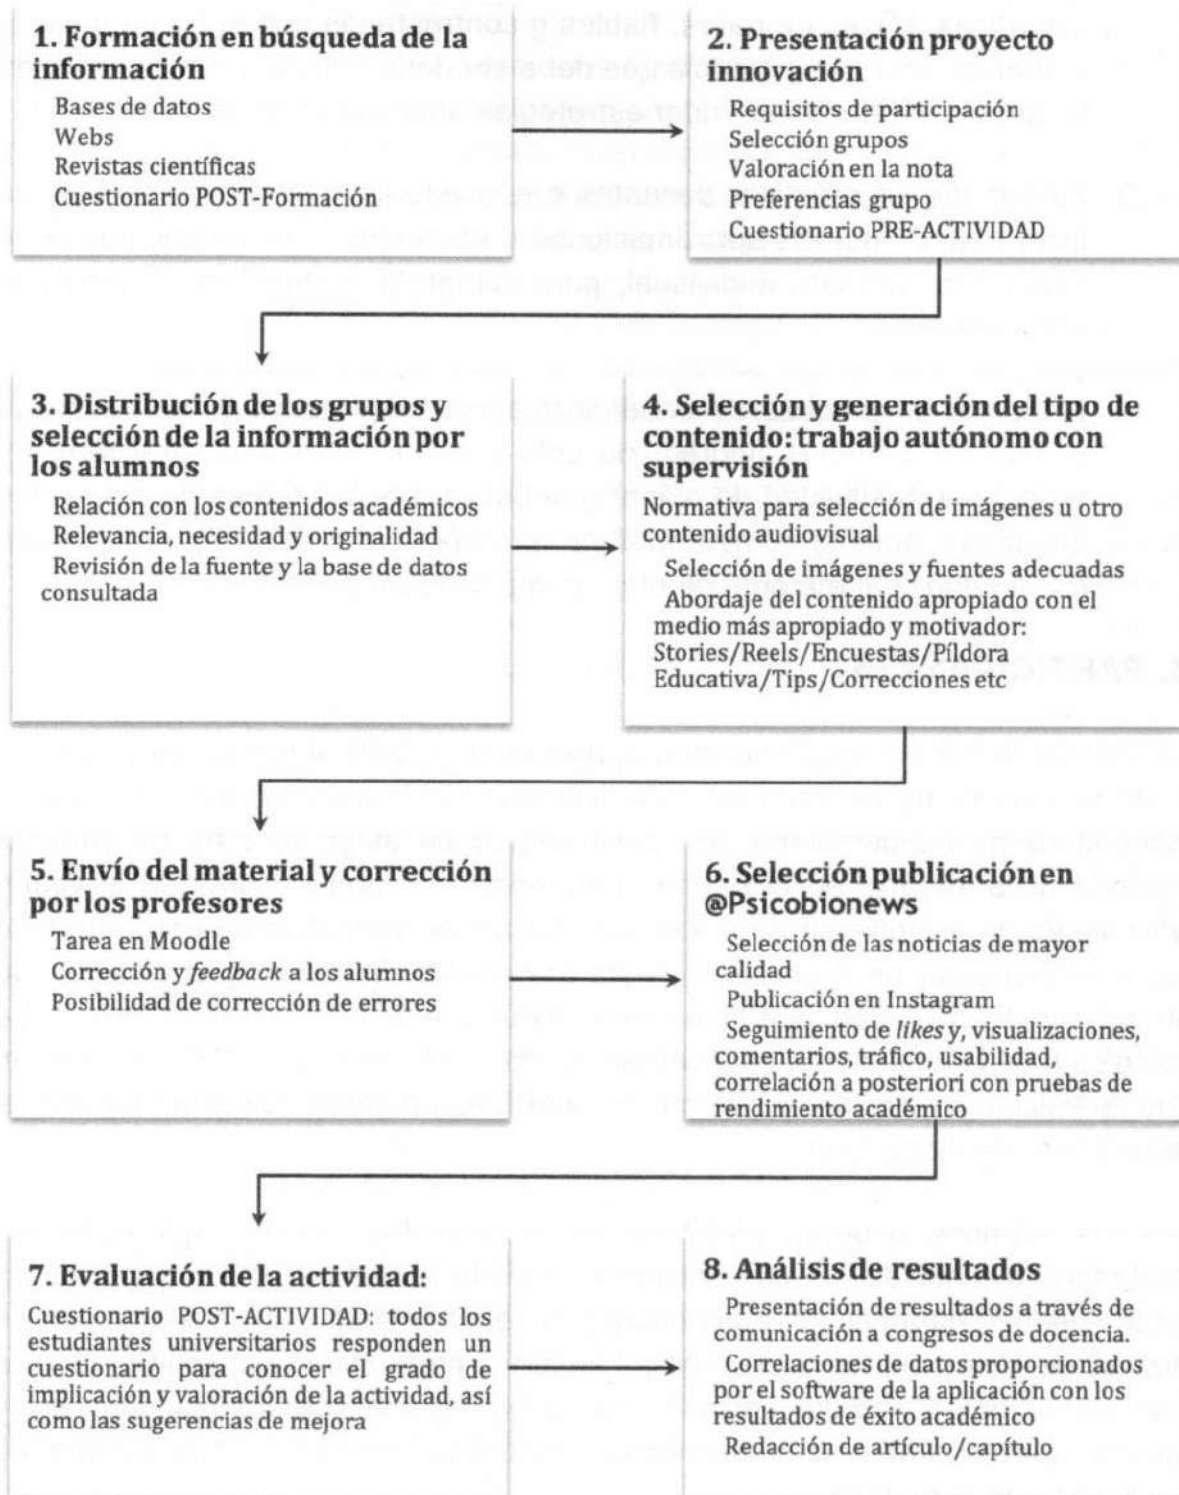 1. Formación en búsqueda de la
información
Bases de datos
Webs
Revistas científicas
Cuestionario POST-Formación
2. Presentación proyecto
innovación
Requisitos de participación
Selección grupos
Valoración en la nota
Preferencias grupo
Cuestionario PRE-ACTIVIDAD
3. Distribución de los grupos y
selección de la información por
los alumnos
Relación con los contenidos académicos
Relevancia, necesidad y originalidad
Revisión de la fuente y la base de datos
consultada
4. Selección y generación del tipo de
contenido: trabajo autónomo con
supervisión
Normativa para selección de imágenes u otro
contenido audiovisual
Selección de imágenes y fuentes adecuadas
Abordaje del contenido apropiado con el
medio más apropiado y motivador:
Stories/Reels/Encuestas/Píldora
Educativa/Tips/Correcciones etc
5. Envío del material y corrección
por los profesores
Tarea en Moodle
Corrección y feedback a los alumnos
Posibilidad de corrección de errores
6. Selección publicación en
@Psicobionews
Selección de las noticias de mayor
calidad
Publicación en Instagram
Seguimiento de likes y, visualizaciones,
comentarios, tráfico, usabilidad,
correlación a posteriori con pruebas de
rendimiento académico
7. Evaluación de la actividad:
Cuestionario POST-ACTIVIDAD: todos los
estudiantes universitarios responden un
cuestionario para conocer el grado de
implicación y valoración de la actividad, así
como las sugerencias de mejora
8. Análisis de resultados
Presentación de resultados a través de
comunicación a congresos de docencia.
Correlaciones de datos proporcionados
por el software de la aplicación con los
resultados de éxito académico
Redacción de artículo/capítulo